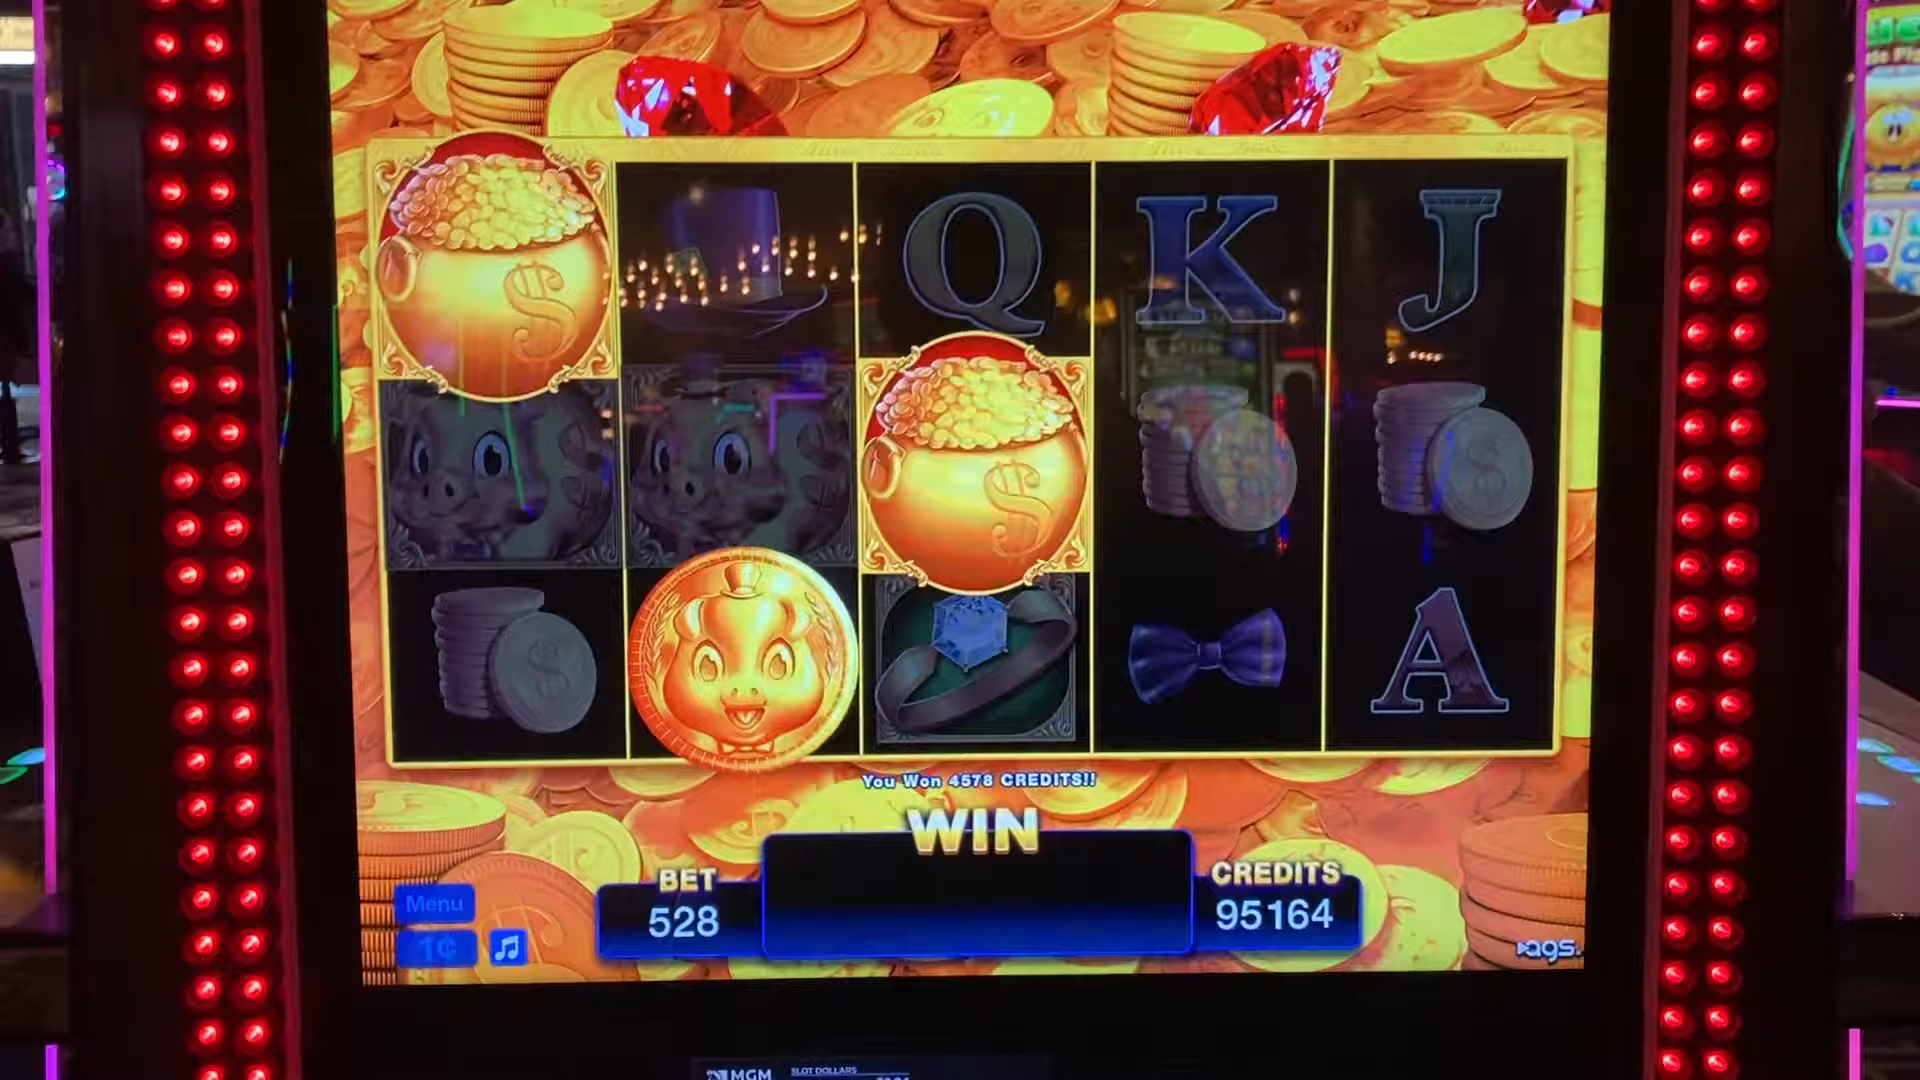 $
Q
K
J
$
$
$
$
A
You Won 4578 CREDITS!!
WIN
BET
528
CREDITS
95164
Menu
1¢
ags.
MGM
SLOT DOLLARS